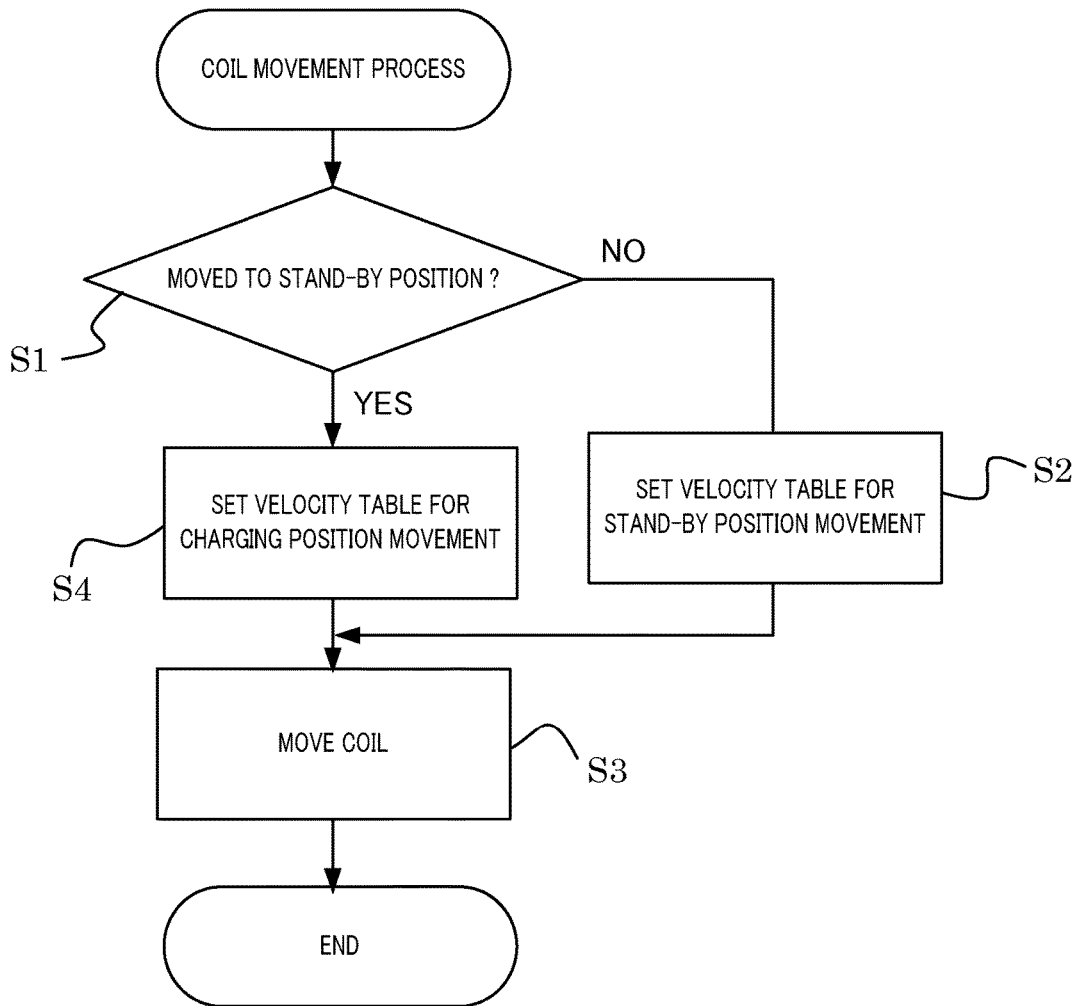 COIL MOVEMENT PROCESS
MOVED TO STAND-BY POSITION ?
NO
S1
YES
SET VELOCITY TABLE FOR
CHARGING POSITION MOVEMENT
S4
SET VELOCITY TABLE FOR
STAND-BY POSITION MOVEMENT
S2
MOVE COIL
S3
END